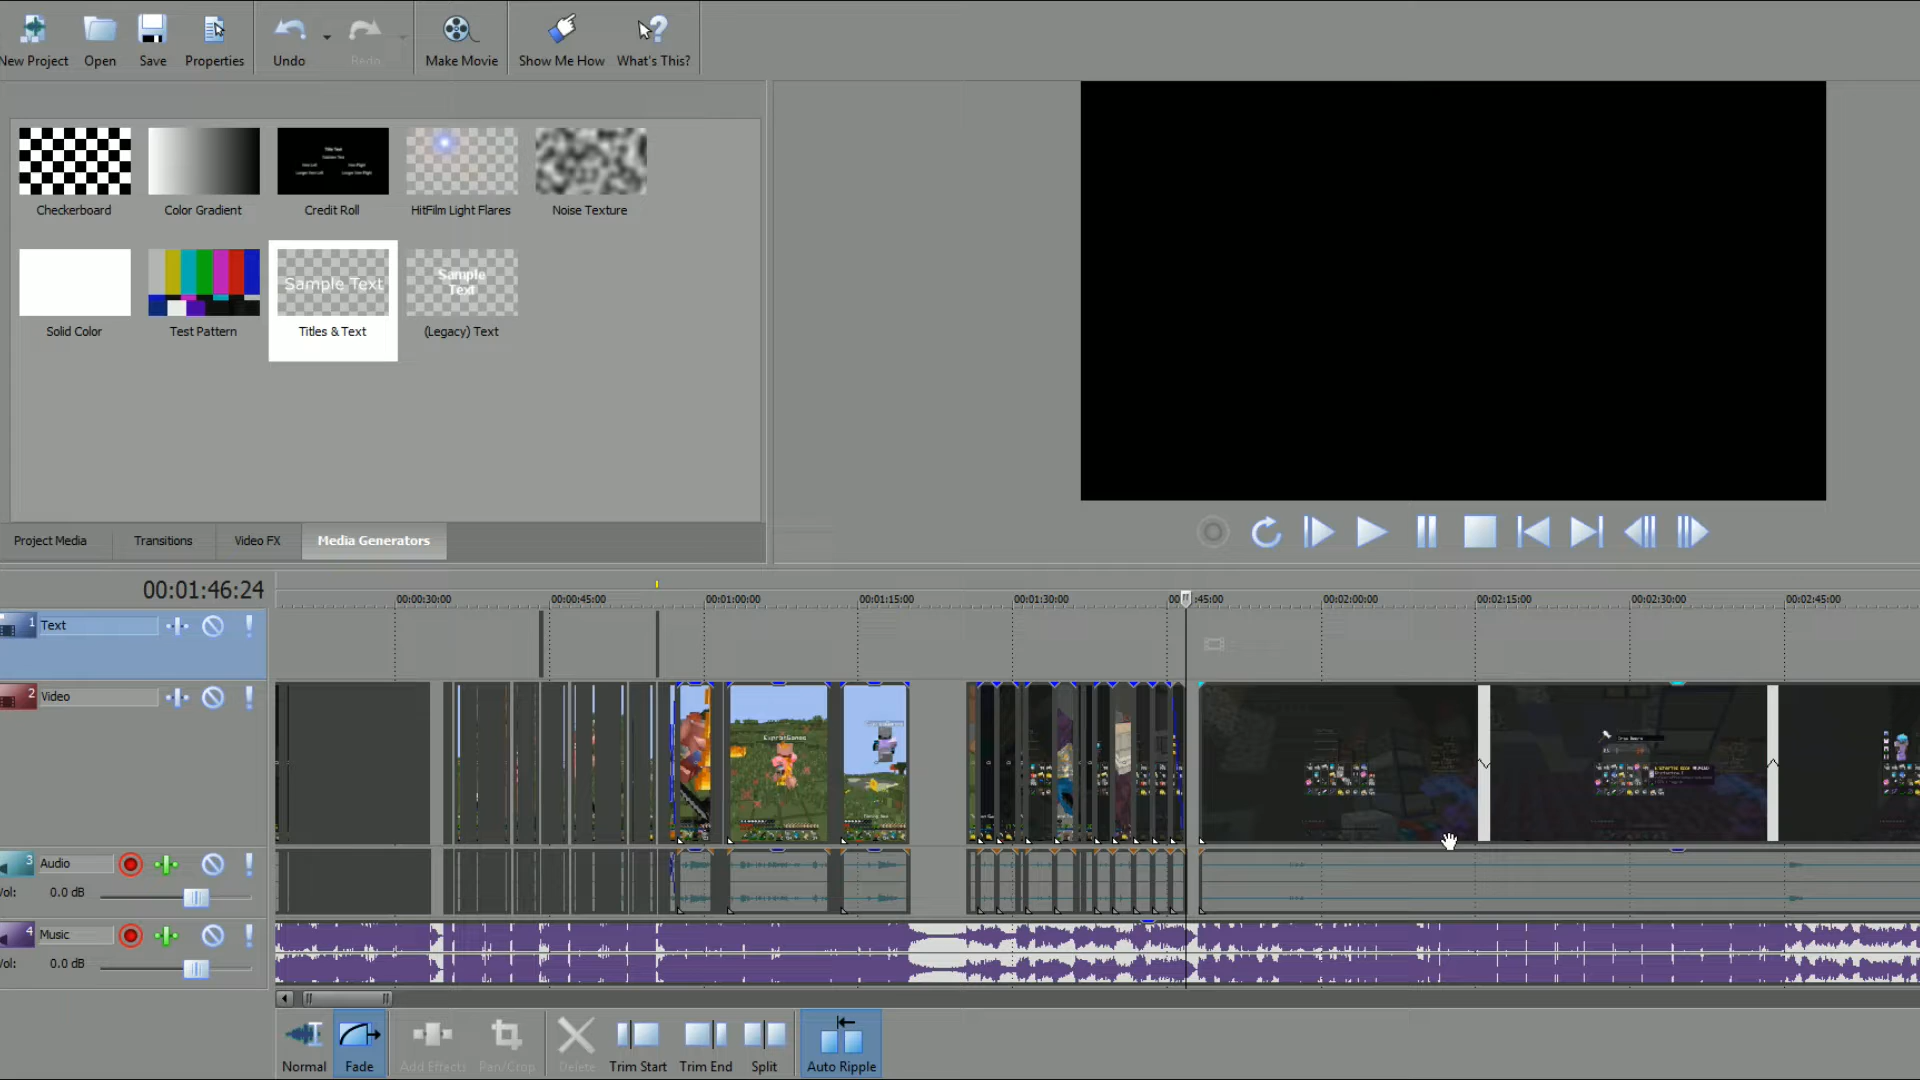 New Project Open Save Properties Undo Redo Make Movie Show Me How What's This?
Title Text
Sample Text
Sample
Text
Checkerboard Color Gradient Credit Roll HitFilm Light Flares Noise Texture
Solid Color Test Pattern Titles & Text (Legacy) Text
Project Media Transitions Video FX Media Generators
00:01:46:24
00:00:30:00 00:00:45:00 00:01:00:00 00:01:15:00 00:01:30:00 00 :45:00 00:02:00:00 00:02:15:00 00:02:30:00 00:02:45:00
1 Text
2 Video
3 Audio
Vol: 0.0 dB
4 Music
Vol: 0.0 dB
Normal Fade Add Effects Pan/Crop Delete Trim Start Trim End Split Auto Ripple